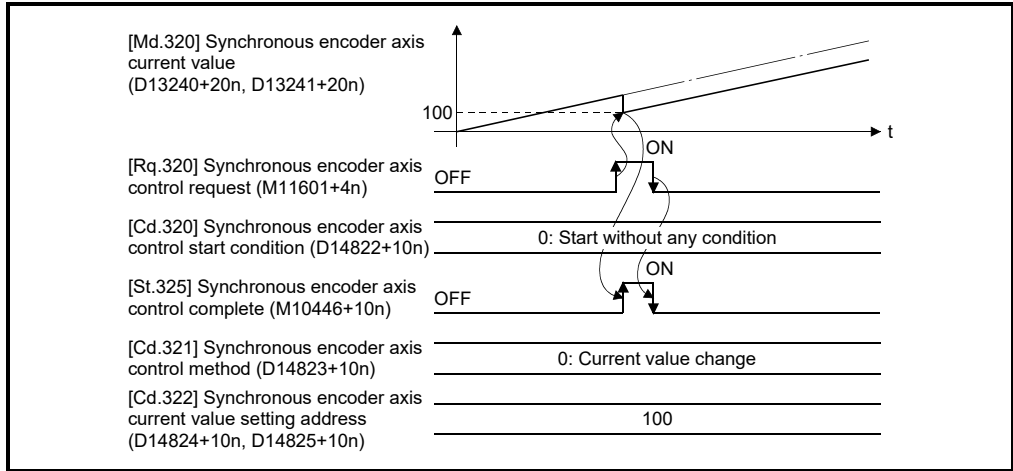 [Md.320] Synchronous encoder axis
current value
(D13240+20n, D13241+20n)
100
t
[Rq.320] Synchronous encoder axis
control request (M11601+4n)
OFF
ON
[Cd.320] Synchronous encoder axis
control start condition (D14822+10n)
0: Start without any condition
[St.325] Synchronous encoder axis
control complete (M10446+10n)
OFF
ON
[Cd.321] Synchronous encoder axis
control method (D14823+10n)
0: Current value change
[Cd.322] Synchronous encoder axis
current value setting address
(D14824+10n, D14825+10n)
100